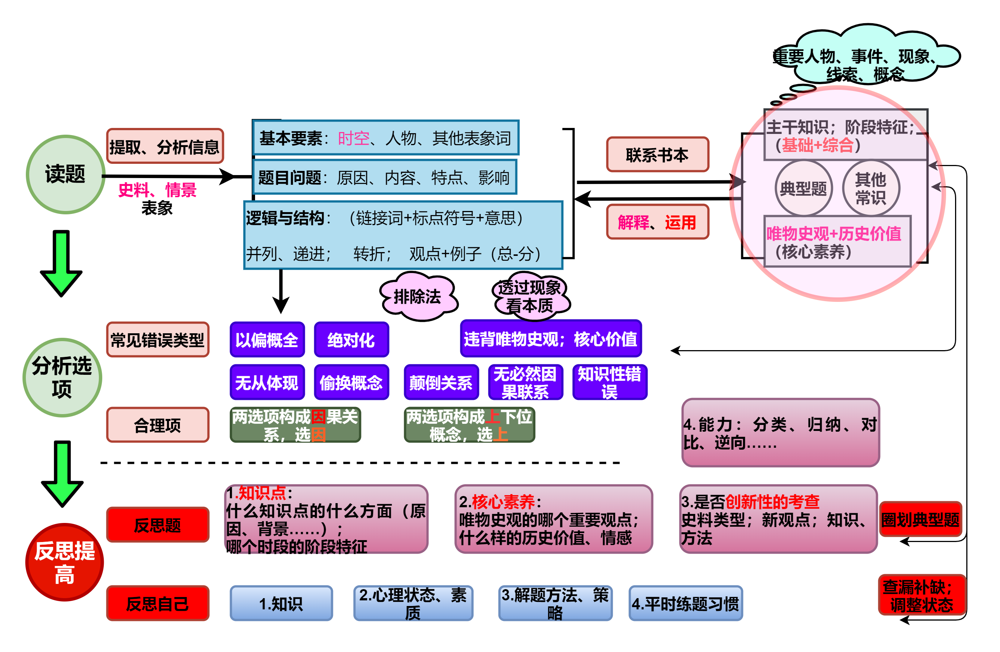 重要人物、事件、现象、
线索、概念
读题
提取、分析信息
史料、情景
表象
基本要素：时空、人物、其他表象词
题目问题：原因、内容、特点、影响
逻辑与结构：（链接词+标点符号+意思）
并列、递进； 转折； 观点+例子（总-分）
联系书本
解释、运用
主干知识；阶段特征；
（基础+综合）
典型题
其他
常识
唯物史观+历史价值
（核心素养）
排除法
透过现象
看本质
分析选
项
常见错误类型
以偏概全
绝对化
违背唯物史观；核心价值
无从体现
偷换概念
颠倒关系
无必然因
果联系
知识性错
误
合理项
两选项构成因果关
系，选因
两选项构成上下位
概念，选上
4.能力：分类、归纳、对
比、逆向......
反思提
高
反思题
1.知识点：
什么知识点的什么方面（原
因、背景......）；
哪个时段的阶段特征
2.核心素养：
唯物史观的哪个重要观点；
什么样的历史价值、情感
3.是否创新性的考查
史料类型；新观点；知识、
方法
圈划典型题
反思自己
1.知识
2.心理状态、素
质
3.解题方法、策
略
4.平时练题习惯
查漏补缺；
调整状态